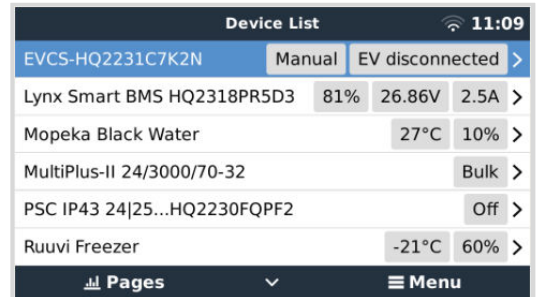 Device List 11:09
EVCS-HQ2231C7K2N Manual EV disconnected
Lynx Smart BMS HQ2318PR5D3 81% 26.86V 2.5A
Mopeka Black Water 27°C 10%
MultiPlus-II 24/3000/70-32 Bulk
PSC IP43 24|25...HQ2230FQPF2 Off
Ruuvi Freezer -21°C 60%
Pages Menu